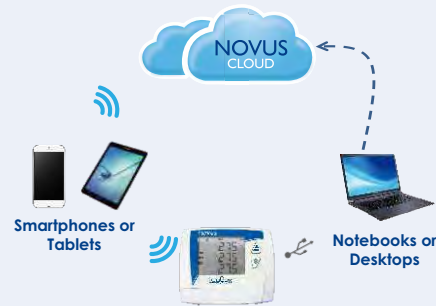 NOVUS
CLOUD
Smartphones or
Tablets
Notebooks or
Desktops